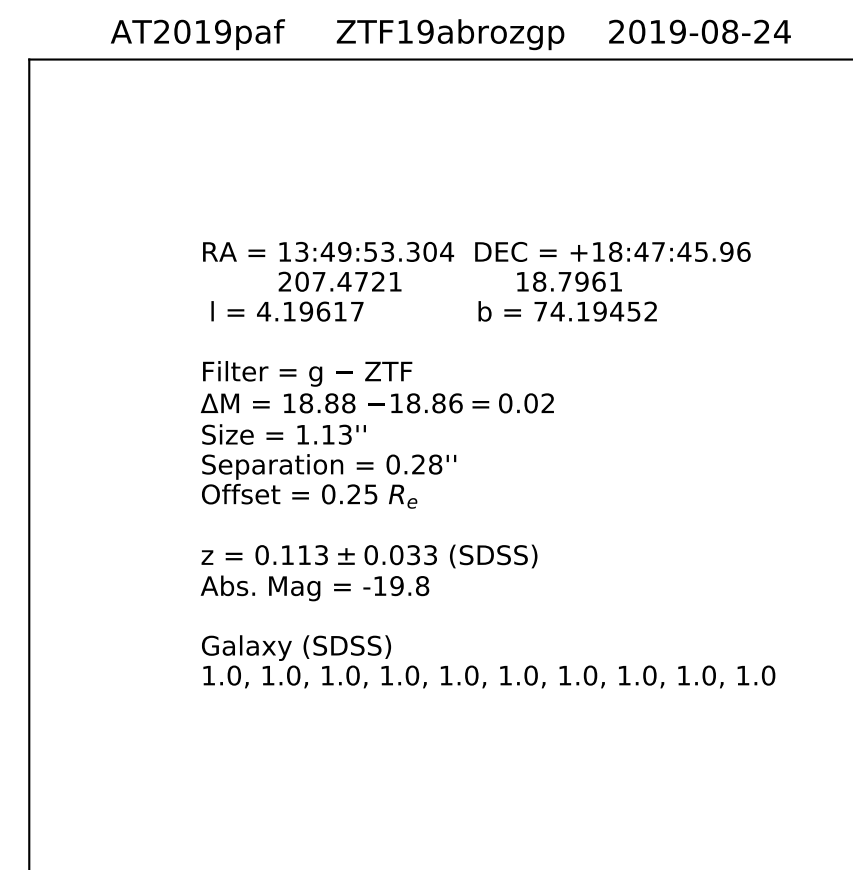 AT2019paf ZTF19abrozgp 2019-08-24
RA = 13:49:53.304 DEC = +18:47:45.96
207.4721 18.7961
l = 4.19617 b = 74.19452
Filter = g − ZTF
ΔM = 18.88 −18.86 = 0.02
Size = 1.13''
Separation = 0.28''
Offset = 0.25 Re
z = 0.113 ± 0.033 (SDSS)
Abs. Mag = -19.8
Galaxy (SDSS)
1.0, 1.0, 1.0, 1.0, 1.0, 1.0, 1.0, 1.0, 1.0, 1.0